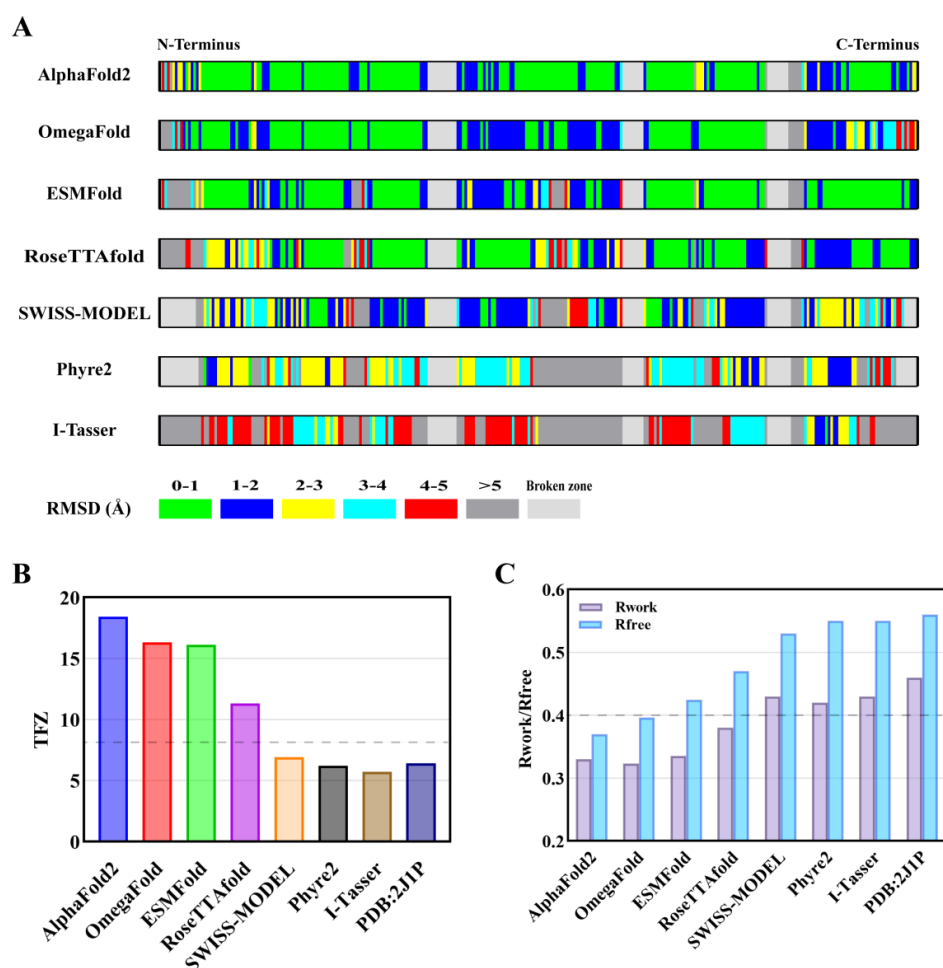 A
N-Terminus C-Terminus
AlphaFold2
OmegaFold
ESMFold
RoseTTAfold
SWISS-MODEL
Phyre2
I-Tasser
0-1 1-2 2-3 3-4 4-5 >5 Broken zone
RMSD (Å)
B
20
15
10
5
0
TFZ
AlphaFold2
OmegaFold
ESMFold
RoseTTAfold
SWISS-MODEL
Phyre2
I-Tasser
PDB:2J1P
C
0.6
0.5
0.4
0.3
0.2
Rwork/Rfree
Rwork
Rfree
AlphaFold2
OmegaFold
ESMFold
RoseTTAfold
SWISS-MODEL
Phyre2
I-Tasser
PDB:2J1P